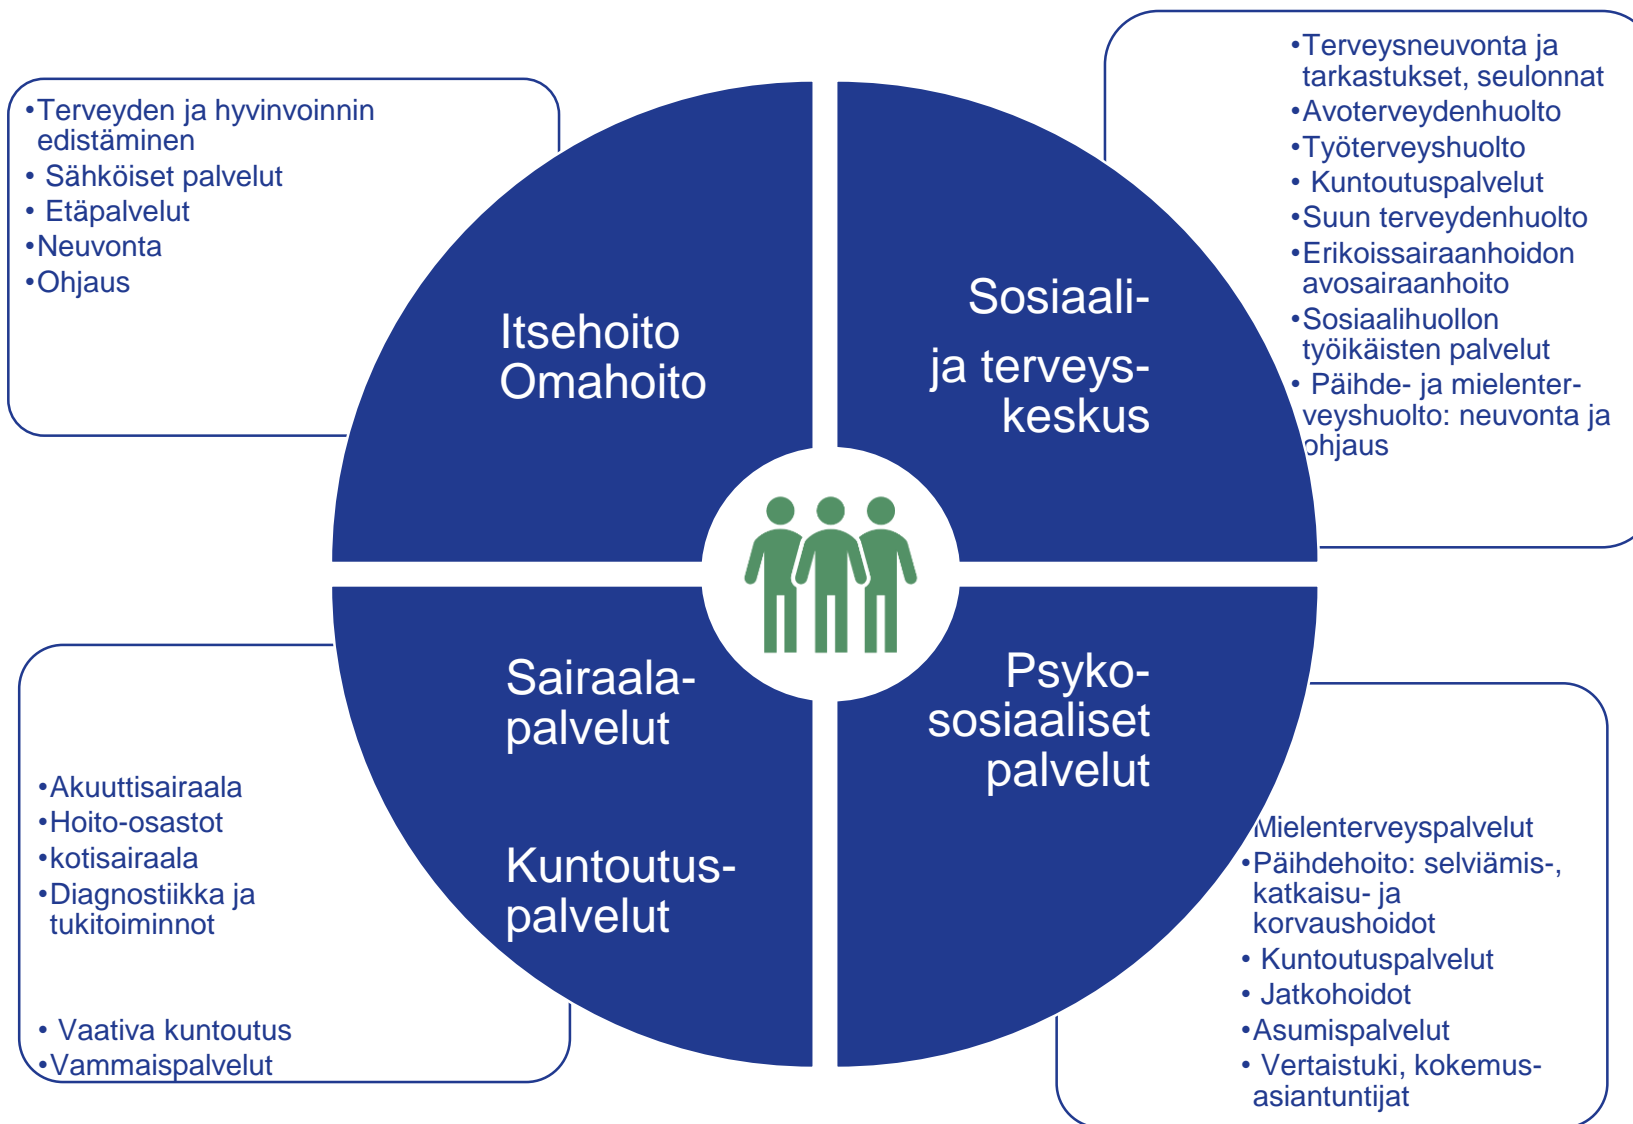 •Terveyden ja hyvinvoinnin
edistäminen
• Sähköiset palvelut
• Etäpalvelut
•Neuvonta
•Ohjaus
Itsehoito
Omahoito
Sosiaali-
ja terveys-
keskus
•Terveysneuvonta ja
tarkastukset, seulonnat
•Avoterveydenhuolto
•Työterveyshuolto
• Kuntoutuspalvelut
•Suun terveydenhuolto
•Erikoissairaanhoidon
avosairaanhoito
•Sosiaalihuollon
työikäisten palvelut
• Päihde- ja mielenter-
veyshuolto: neuvonta ja
ohjaus
•Akuuttisairaala
•Hoito-osastot
•kotisairaala
•Diagnostiikka ja
tukitoiminnot
• Vaativa kuntoutus
•Vammaispalvelut
Sairaala-
palvelut
Kuntoutus-
palvelut
Psyko-
sosiaaliset
palvelut
Mielenterveyspalvelut
•Päihdehoito: selviämis-,
katkaisu- ja
korvaushoidot
• Kuntoutuspalvelut
• Jatkohoidot
•Asumispalvelut
• Vertaistuki, kokemus-
asiantuntijat